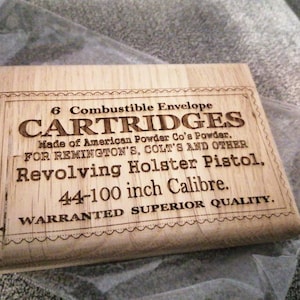 6 Combustible Envelope
CARTRIDGES
Made of American Powder Co's Powder.
FOR REMINGTON'S, COLT'S AND OTHER
Revolving Holster Pistol.
44-100 inch Calibre.
WARRANTED SUPERIOR QUALITY.